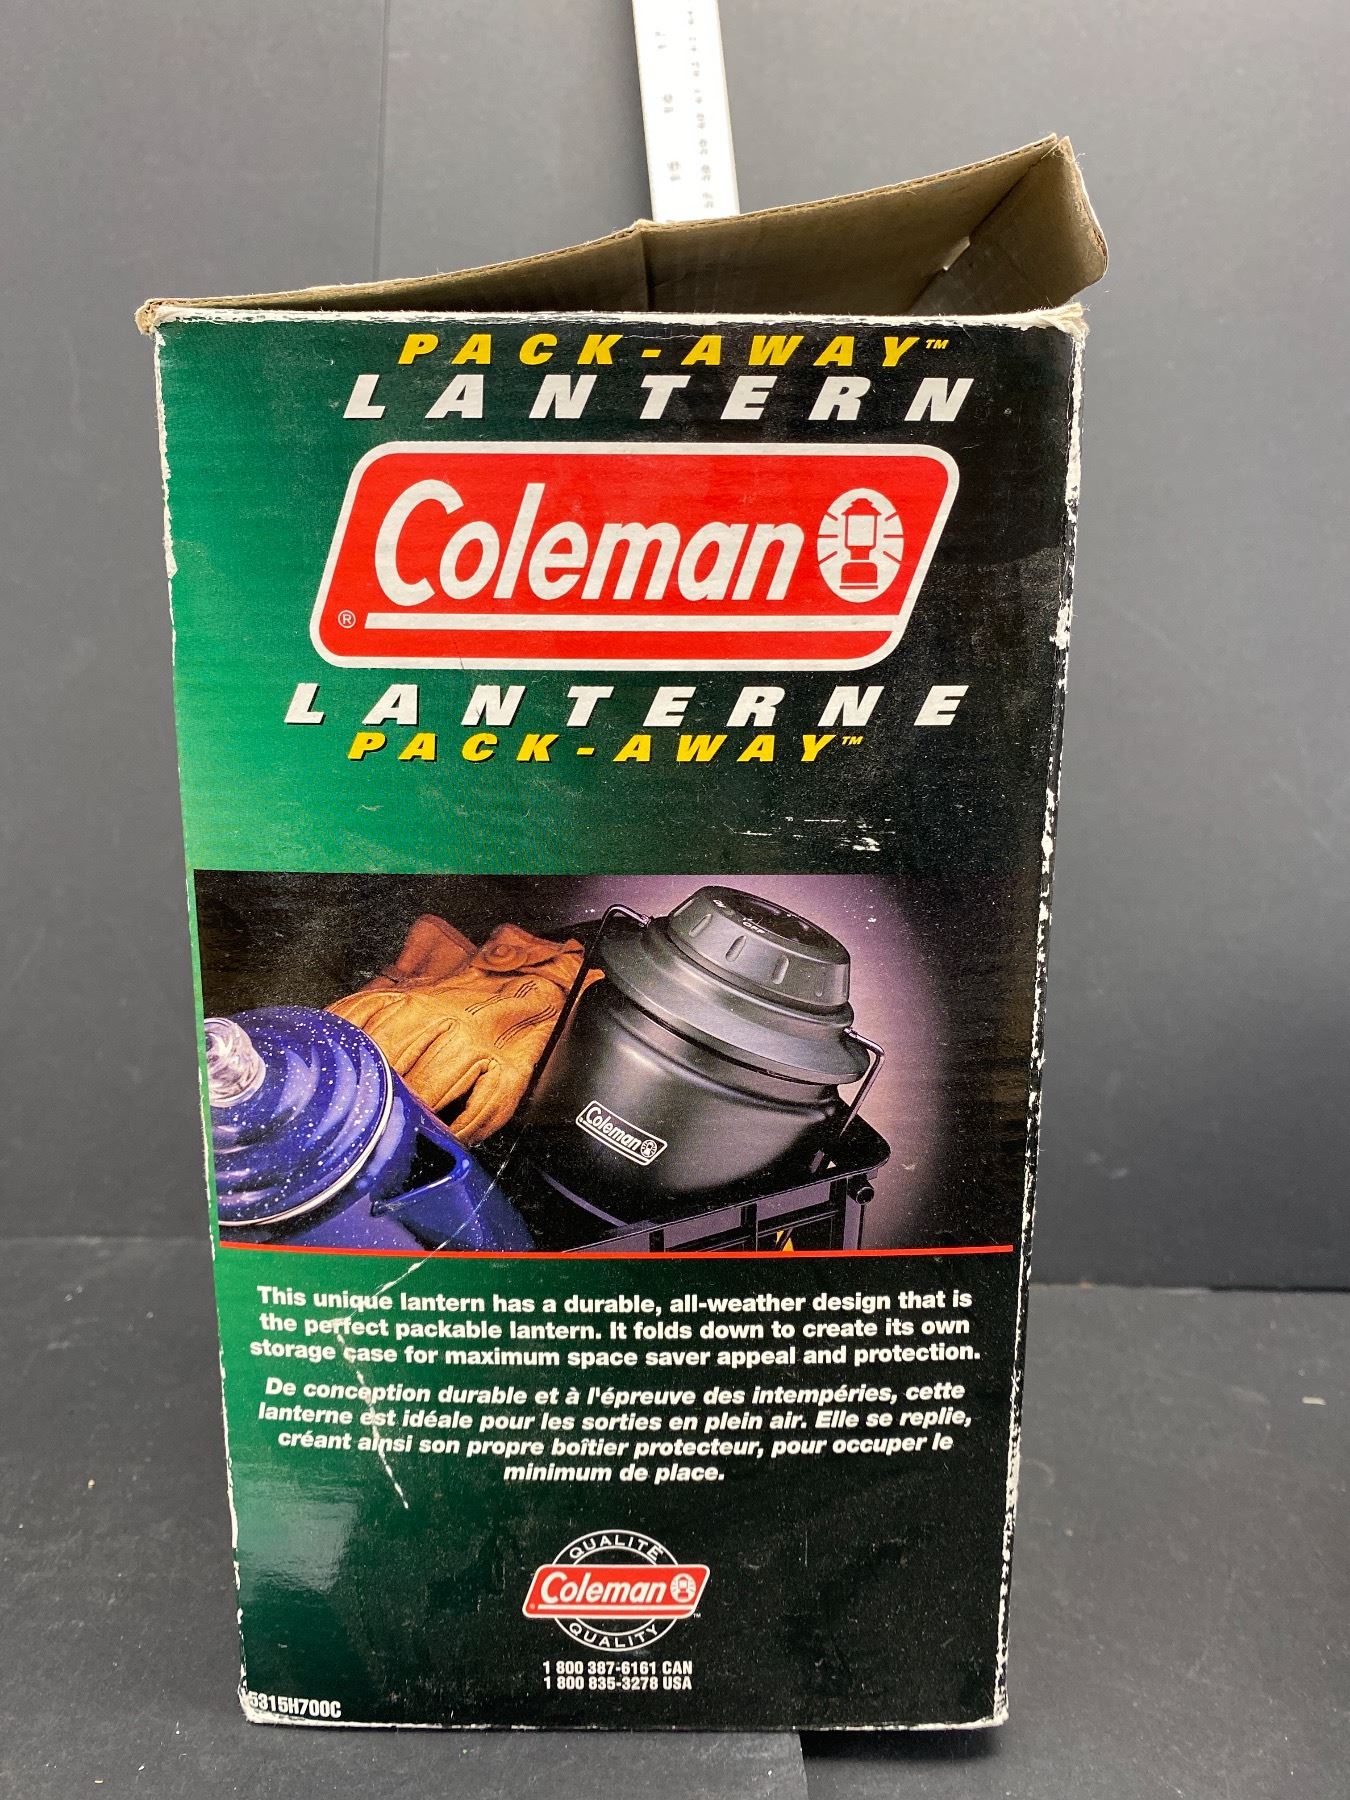 PACK-AWAY™
LANTERN
Coleman
®
LANTERNE
PACK-AWAY™
OFF
Coleman
This unique lantern has a durable, all-weather design that is
the perfect packable lantern. It folds down to create its own
storage case for maximum space saver appeal and protection.
De conception durable et à l'épreuve des intempéries, cette
lanterne est idéale pour les sorties en plein air. Elle se replie,
créant ainsi son propre boîtier protecteur, pour occuper le
minimum de place.
QUALITÉ
Coleman ™
QUALITY
1 800 387-6161 CAN
1 800 835-3278 USA
5315H700C